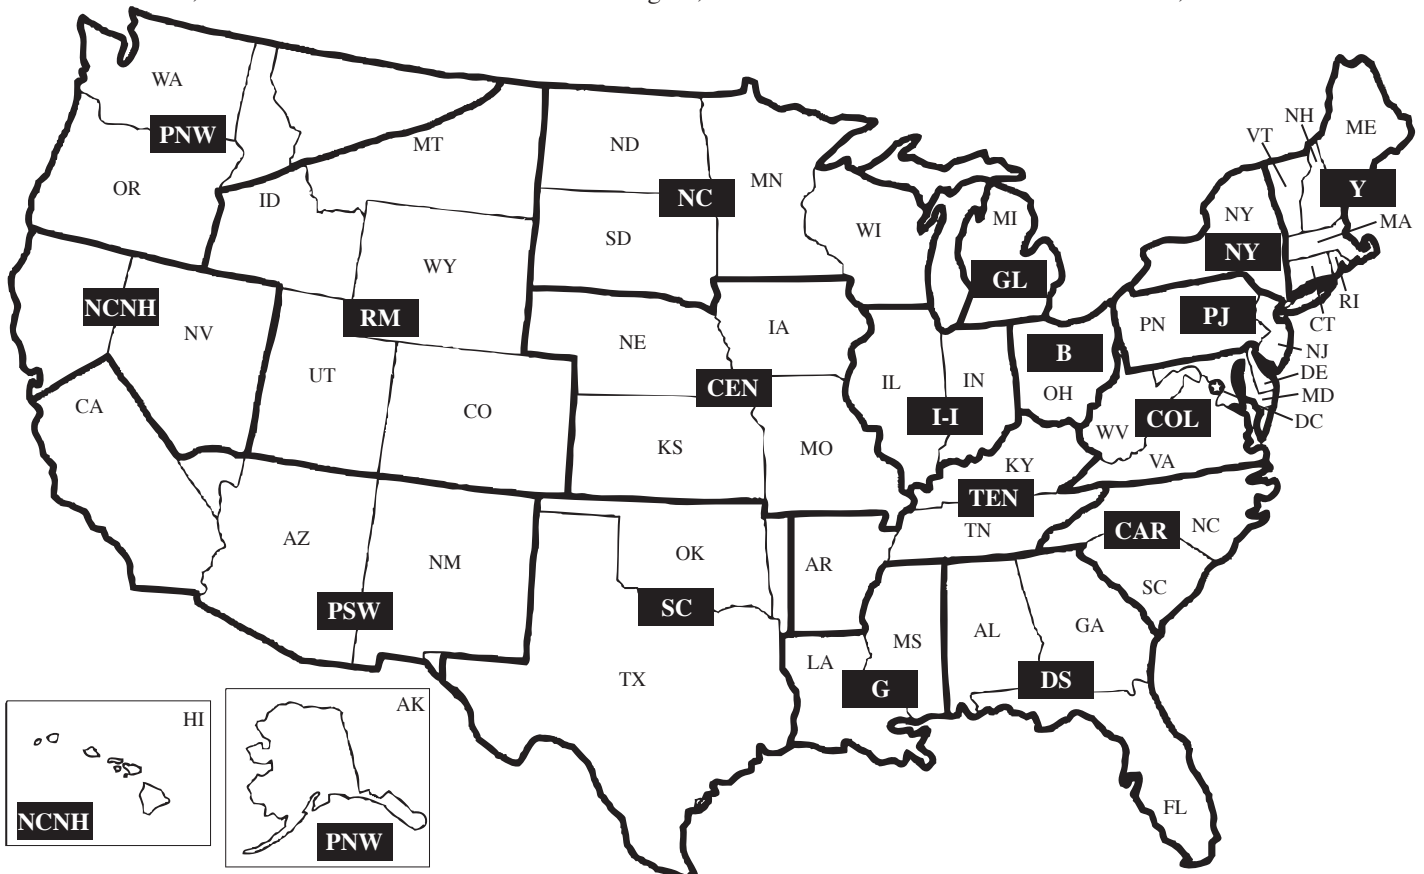 WA
PNW
OR
MT
ID
ND
NC
MN
SD
WY
NCNH
NV
RM
UT
CO
CA
NE
IA
CEN
KS
MO
WI
MI
GL
IL
IN
I-I
B
OH
NH
VT
ME
Y
NY
NY
MA
RI
CT
PN
PJ
NJ
DE
MD
DC
WV
COL
VA
KY
TEN
TN
CAR
NC
SC
AZ
NM
PSW
OK
SC
AR
TX
LA
MS
G
AL
GA
DS
FL
HI
NCNH
AK
PNW